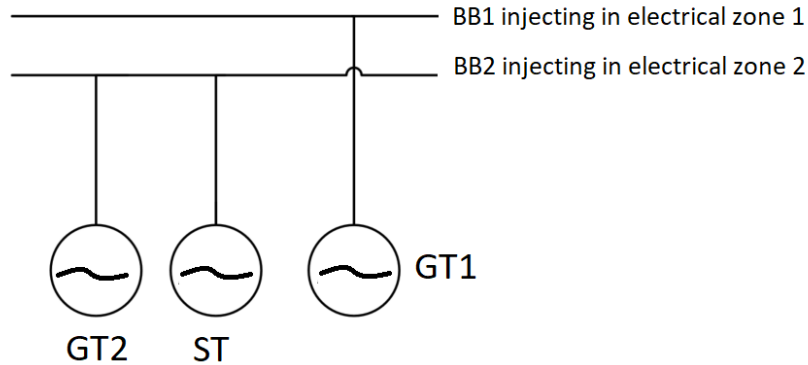 BB1 injecting in electrical zone 1
BB2 injecting in electrical zone 2
GT1
GT2
ST